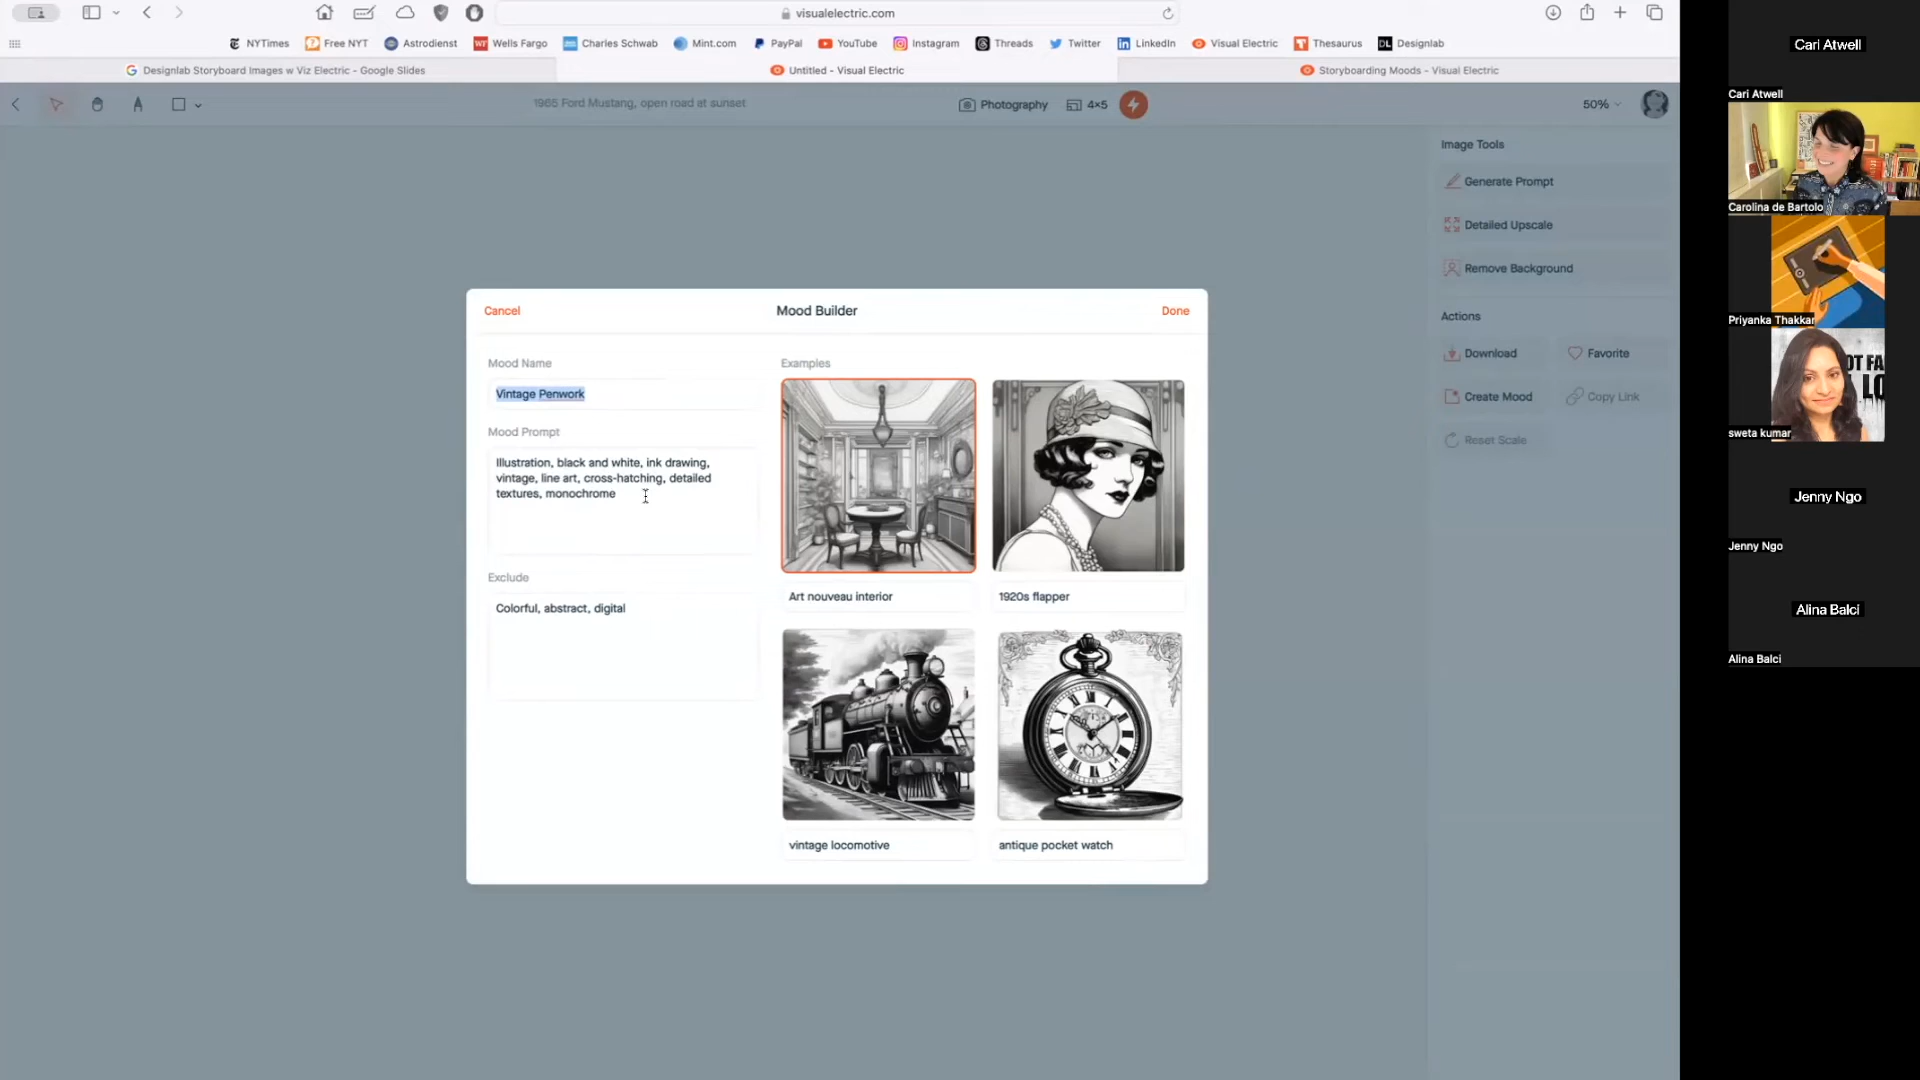 visualelectric.com
NYTimes
Free NYT
Astrodienst
Wells Fargo
Charles Schwab
Mint.com
PayPal
YouTube
Instagram
Threads
Twitter
LinkedIn
Visual Electric
Thesaurus
DL Designlab
Designlab Storyboard Images w Viz Electric - Google Slides
Untitled - Visual Electric
Storyboarding Moods - Visual Electric
1965 Ford Mustang, open road at sunset
Photography
4×5
50%
Image Tools
Generate Prompt
Detailed Upscale
Remove Background
Actions
Download
Favorite
Create Mood
Copy Link
Reset Scale
Cancel
Mood Builder
Done
Mood Name
Vintage Penwork
Mood Prompt
Illustration, black and white, ink drawing,
vintage, line art, cross-hatching, detailed
textures, monochrome
Exclude
Colorful, abstract, digital
Examples
Art nouveau interior
1920s flapper
vintage locomotive
antique pocket watch
Cari Atwell
Cari Atwell
Carolina de Bartolo
Priyanka Thakkar
OT FA
LO
sweta kumar
Jenny Ngo
Jenny Ngo
Alina Balci
Alina Balci